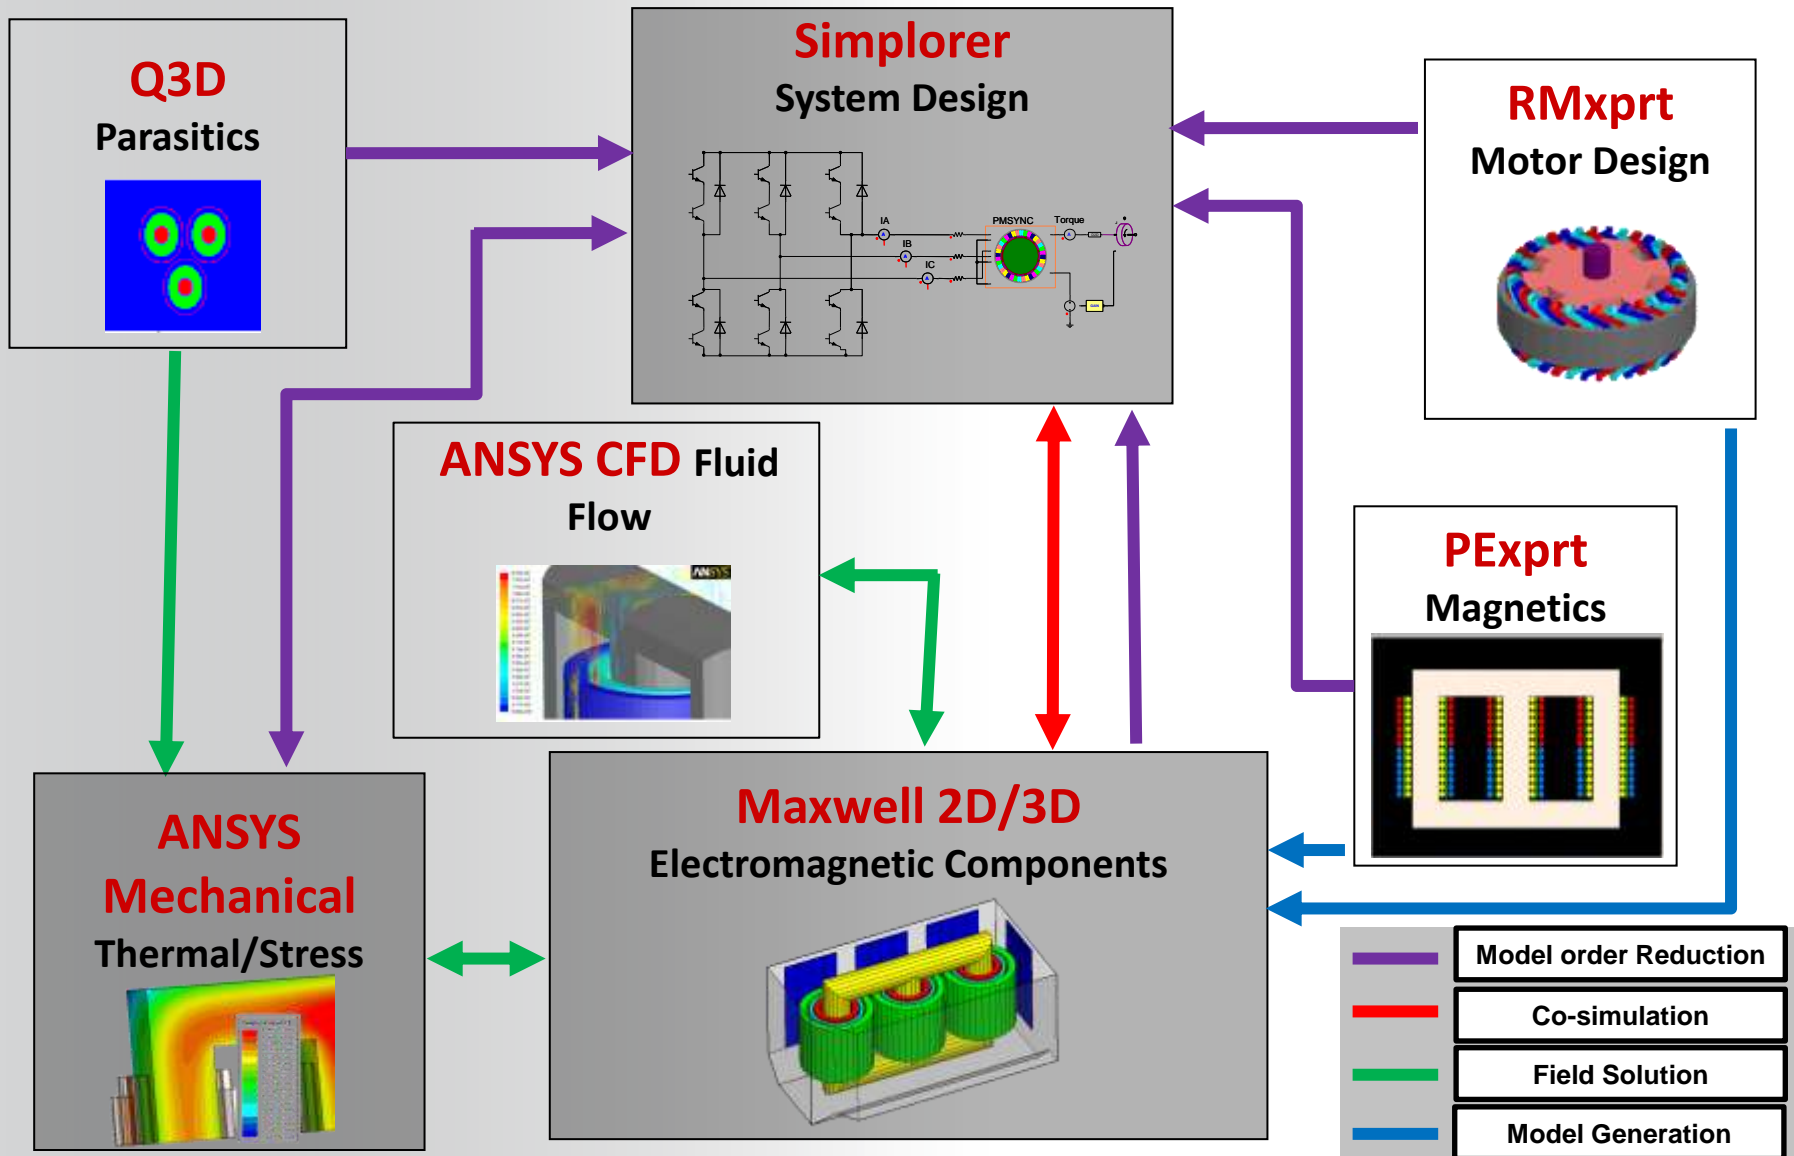 Q3D
Parasitics
Simplorer
System Design
IA
IB
IC
PMSYNC
Torque
RMxprt
Motor Design
ANSYS CFD Fluid
Flow
ANSYS
PExprt
Magnetics
ANSYS
Mechanical
Thermal/Stress
Maxwell 2D/3D
Electromagnetic Components
Model order Reduction
Co-simulation
Field Solution
Model Generation